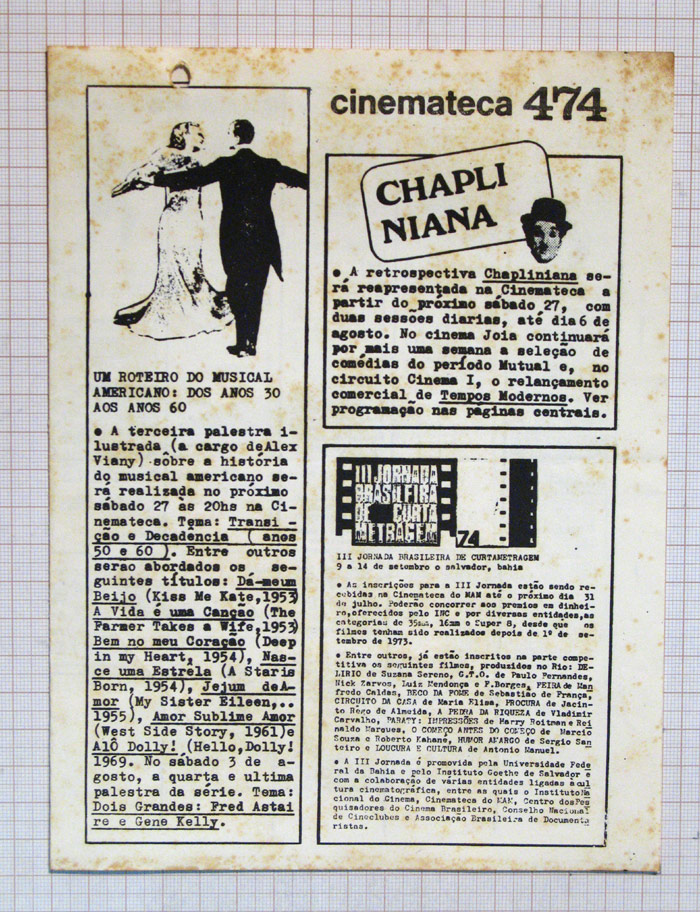 cinemateca 474
UM ROTEIRO DO MUSICAL
AMERICANO: DOS ANOS 30
AOS ANOS 60
● A terceira palestra i-
lustrada (a cargo deAlex
Viany) sobre a história
do musical americano se-
rá realizada no próximo
sábado 27 às 20hs na Ci-
nemateca. Tema: Transi -
ção e Decadência ( anos
50 e 60 ). Entre outros
serao abordados os se-
guintes títulos: Dá-meum
Beijo (Kiss Me Kate,1953)
A Vida é uma Canção (The
Farmer Takes a Wife,1953)
Bem no meu Coração (Deep
in my Heart, 1954), Nas-
ce uma Estrela (A Staris
Born, 1954), Jejum deA-
mor (My Sister Eileen,..
1955), Amor Sublime Amor
(West Side Story, 1961)e
Alô Dolly! (Hello,Dolly!
1969. No sábado 3 de a-
gosto, a quarta e ultima
palestra da série. Tema:
Dois Grandes: Fred Astai
re e Gene Kelly.
CHAPLI
NIANA
● A retrospectiva Chapliniana se-
rá reapresentada na Cinemateca a
partir do próximo sábado 27, com
duas sessões diarias, até dia6 de
agosto. No cinema Joia continuará
por mais uma semana a seleção de
comédias do período Mutual e, no
circuito Cinema I, o relançamento
comercial de Tempos Modernos. Ver
programação nas páginas centrais.
III JORNADA
BRASILEIRA
DE CURTA
METRAGEM
74
III JORNADA BRASILEIRA DE CURTAMETRAGEM
9 a 14 de setembro o salvador, bahia
● As inscrições para a III Jornada estão sendo re-
cebidas na Cinemateca do MAM até o próximo dia 31
de julho. Poderão concorrer aos premios em dinhei-
ro,oferecidos pelo INC e por diversas entidades,as
categorias de 35mm, 16mm e Super 8, desde que os
filmes tenham sido realizados depois de 1º de se-
tembro de 1973.
● Entre outros, já estão inscritos na parte compe-
titiva os seguintes filmes, produzidos no Rio: DE-
LIRIO de Suzana Sereno, G.T.O. de Paulo Fernandes,
Nick Zarvos, Luiz Mendonça e F.Borges, FEIRA de Man
fredo Caldas, BECO DA FOME de Sebastião de França,
CIRCUITO DA CASA de Maria Elisa, PROCURA de Jacin-
to Rego de Almeida, A PEDRA DA RIQUEZA de Vladimir
Carvalho, PARATY: IMPRESSÕES de Harry Roitman e Rei
naldo Marques, O COMEÇO ANTES DO COMEÇO de Marcio
Souza e Roberto Kahané, HUMOR AMARGO de Sergio San
teiro e LOUCURA E CULTURA de Antonio Manuel.
● A III Jornada é promovida pela Universidade Fede
ral da Bahia e pelo Instituto Goethe de Salvador e
com a colaboração de várias entidades ligadas à cul
tura cinematográfica, entre as quais o Instituto Na
cional do Cinema, Cinemateca do MAM, Centro dos Pes
quisadores do Cinema Brasileiro, Conselho Nacional
de Cineclubes e Associação Brasileira de Documenta
ristas.